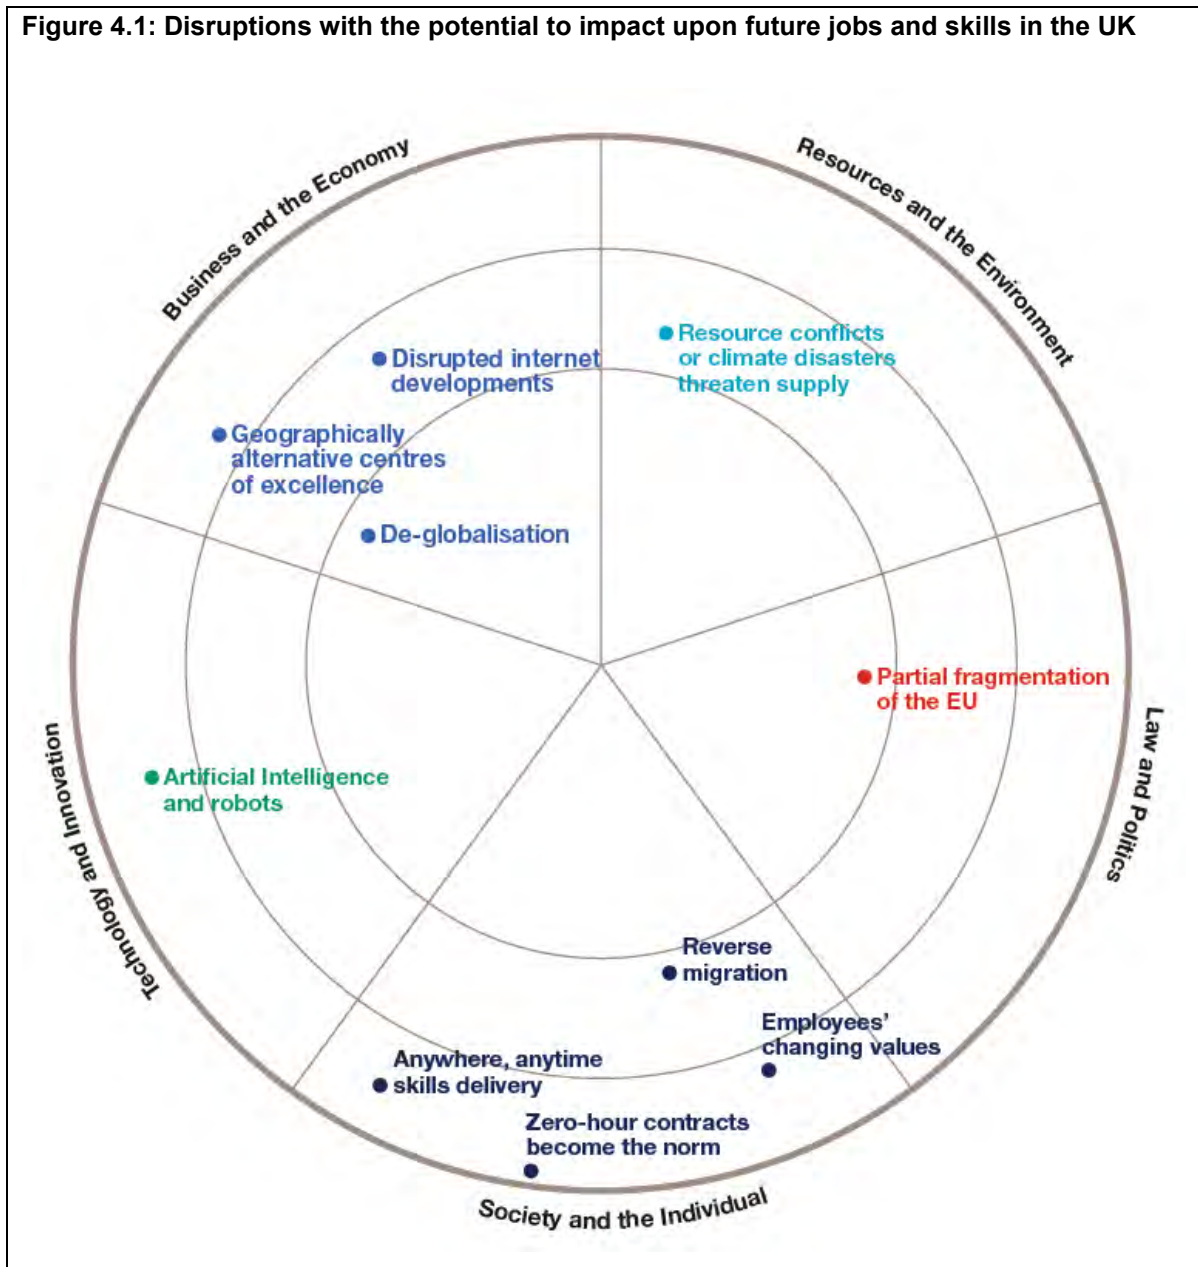 Figure 4.1: Disruptions with the potential to impact upon future jobs and skills in the UK
Business and the Economy
Resources and the Environment
Disrupted internet
developments
Resource conflicts
or climate disasters
threaten supply
Geographically
alternative centres
of excellence
De-globalisation
Partial fragmentation
of the EU
Law and Politics
Artificial Intelligence
and robots
Technology and Innovation
Reverse
migration
Employees’
changing values
Anywhere, anytime
skills delivery
Zero-hour contracts
become the norm
Society and the Individual